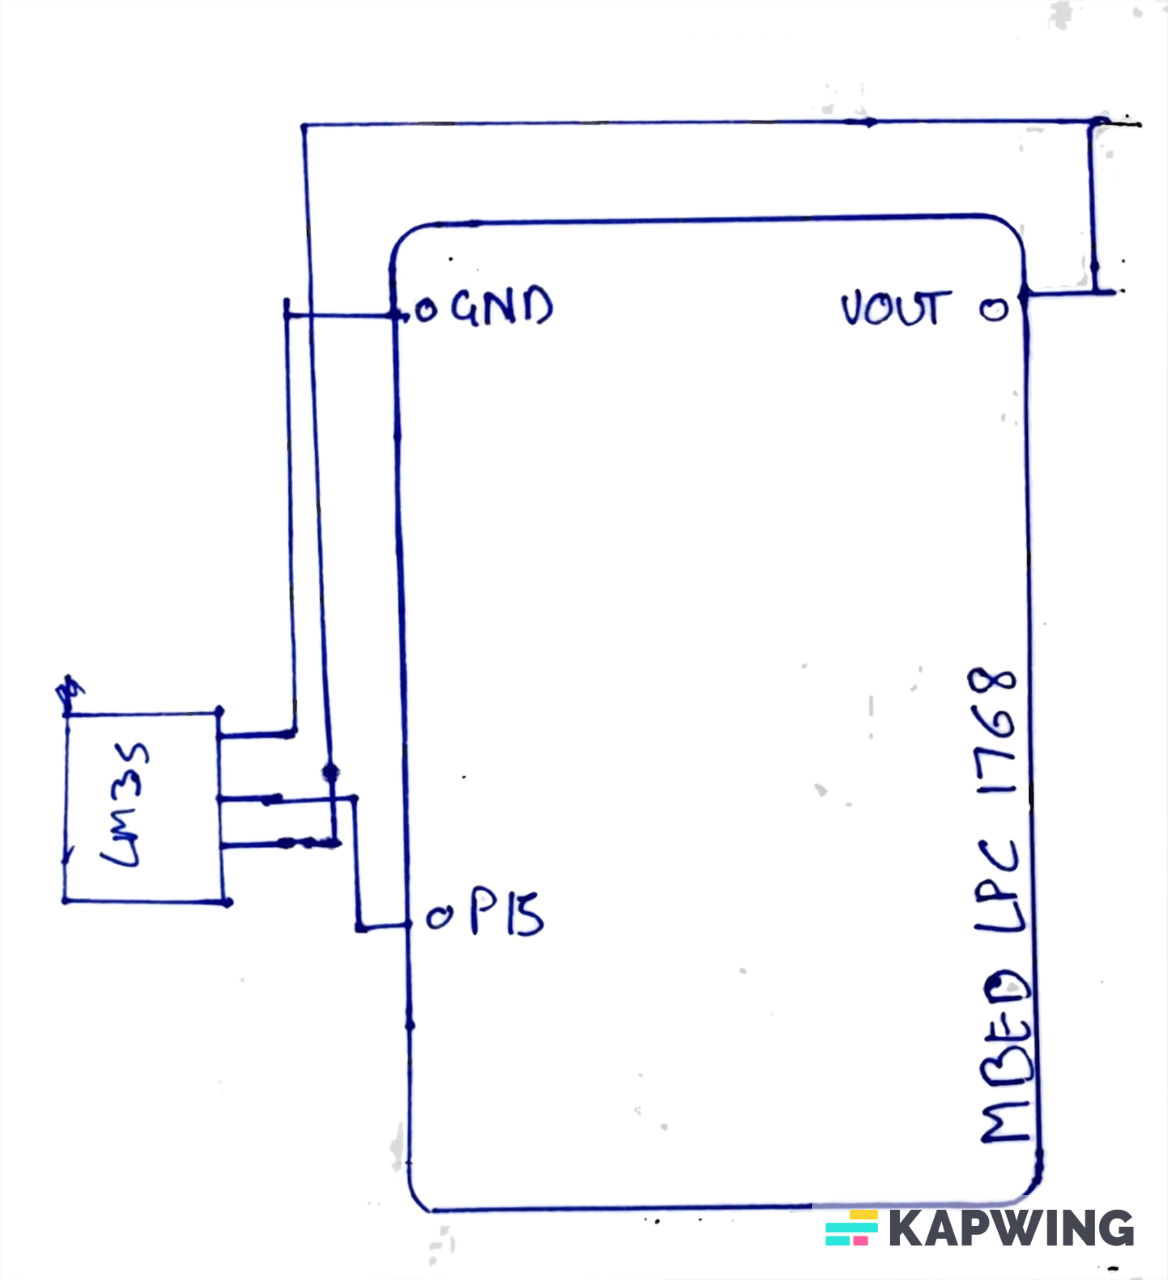 GND
VOUT
LM35
P15
MBED LPC 1768
KAPWING